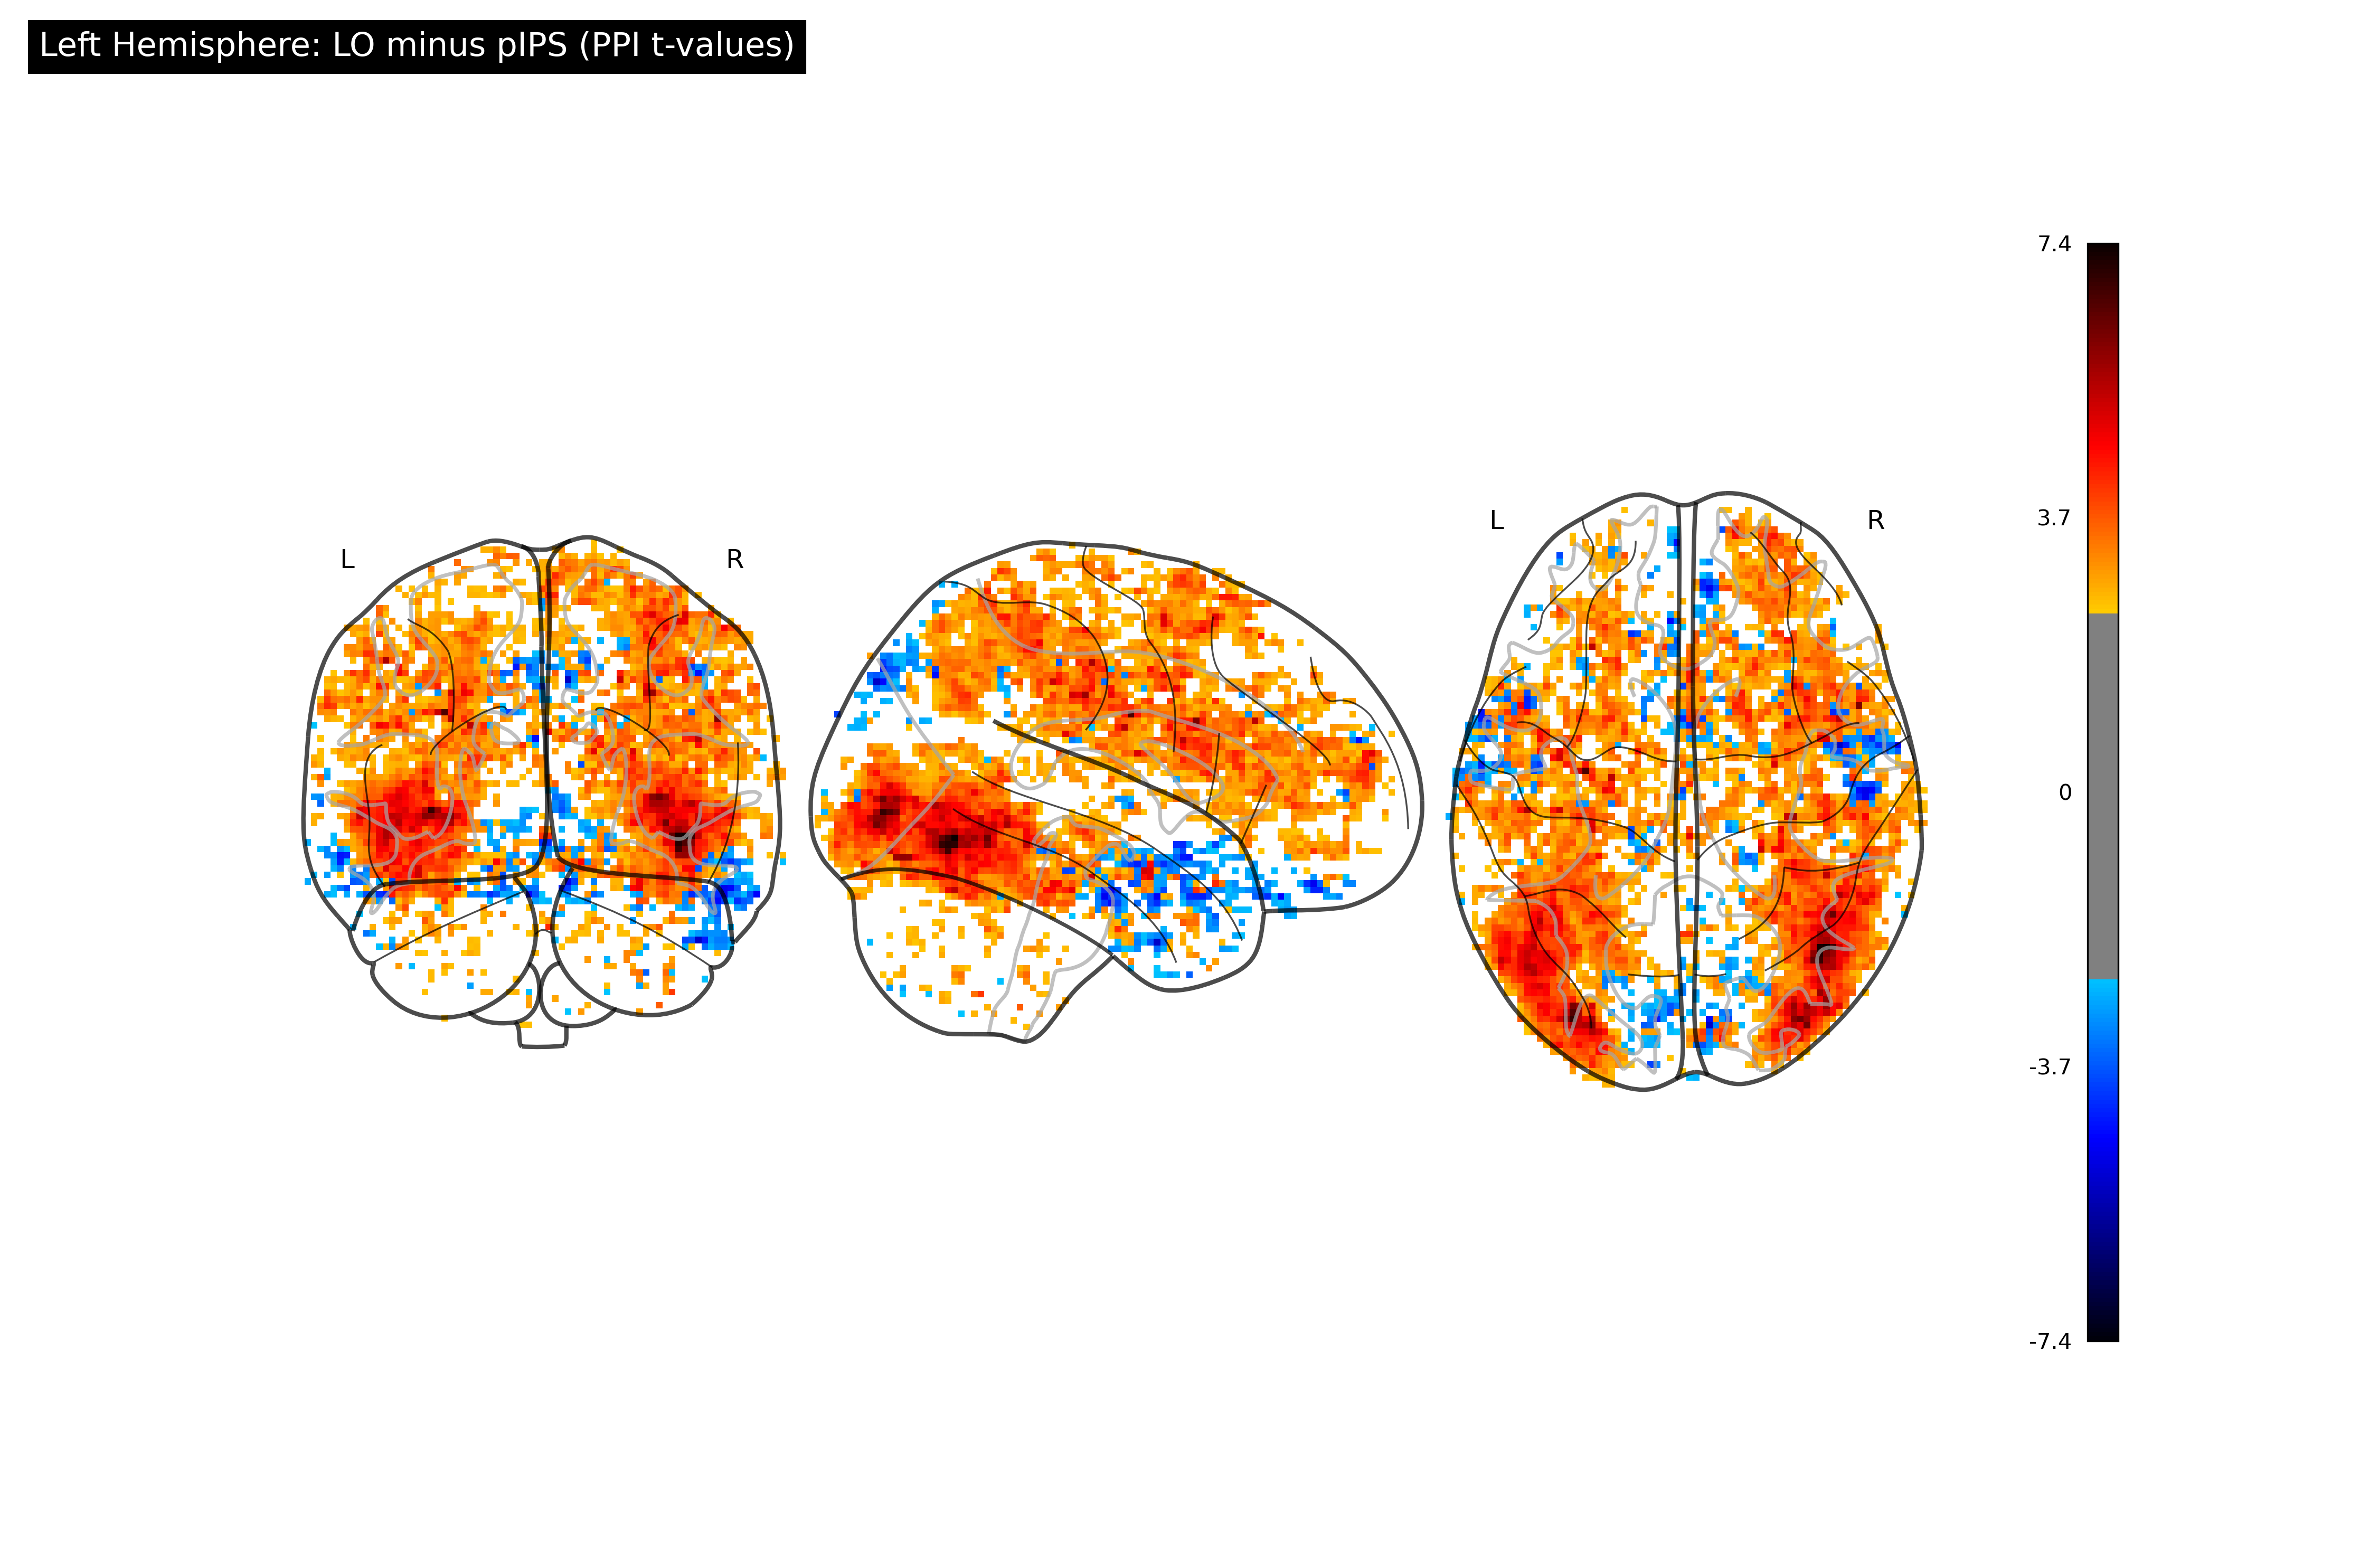 Left Hemisphere: LO minus pIPS (PPI t-values)
L
R
L
R
7.4
3.7
0
-3.7
-7.4